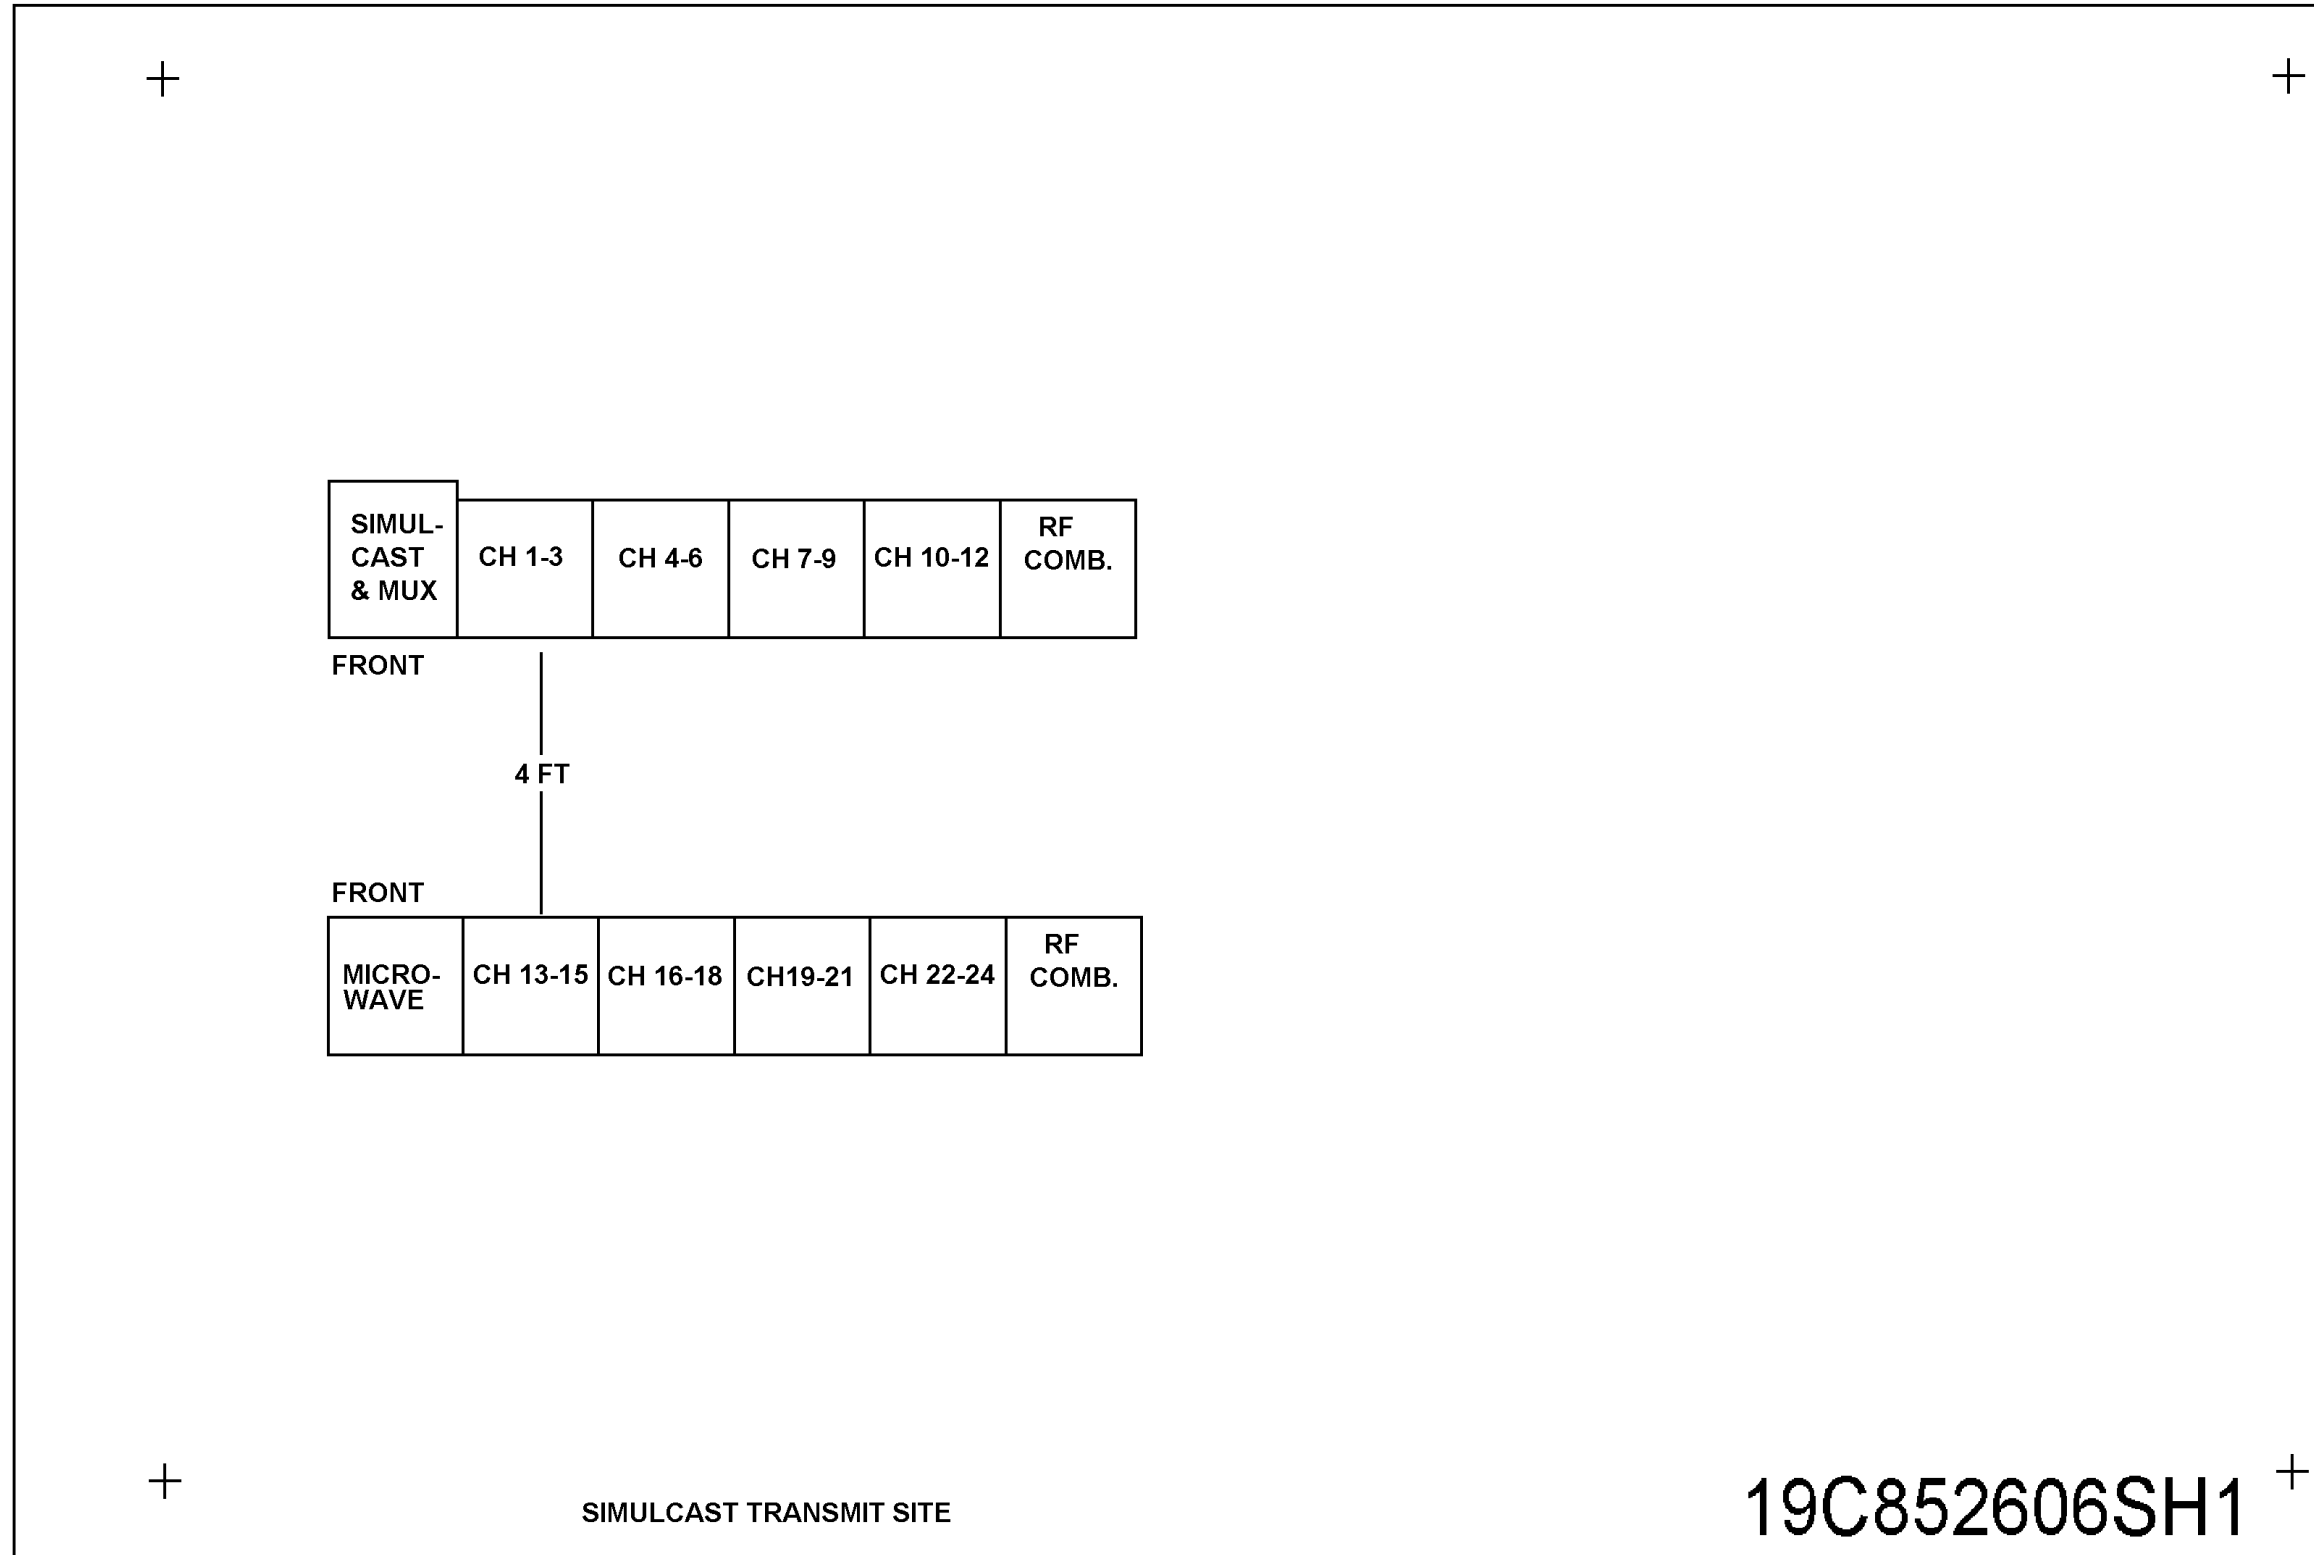 SIMUL-
CAST
& MUX
CH 1-3
CH 4-6
CH 7-9
CH 10-12
RF
COMB.
FRONT
4 FT
FRONT
MICRO-
WAVE
CH 13-15
CH 16-18
CH19-21
CH 22-24
RF
COMB.
SIMULCAST TRANSMIT SITE
19C852606SH1